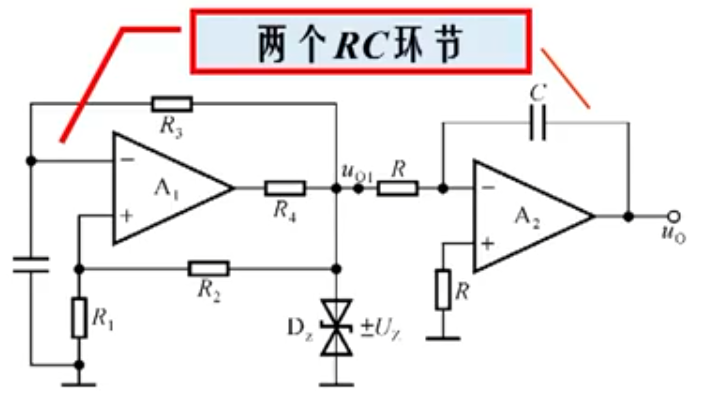 两个RC环节
C
R₃
A₁
−
+
R₄
uO1
R
A₂
−
+
uO
R₂
R
R₁
Dz
±Uz